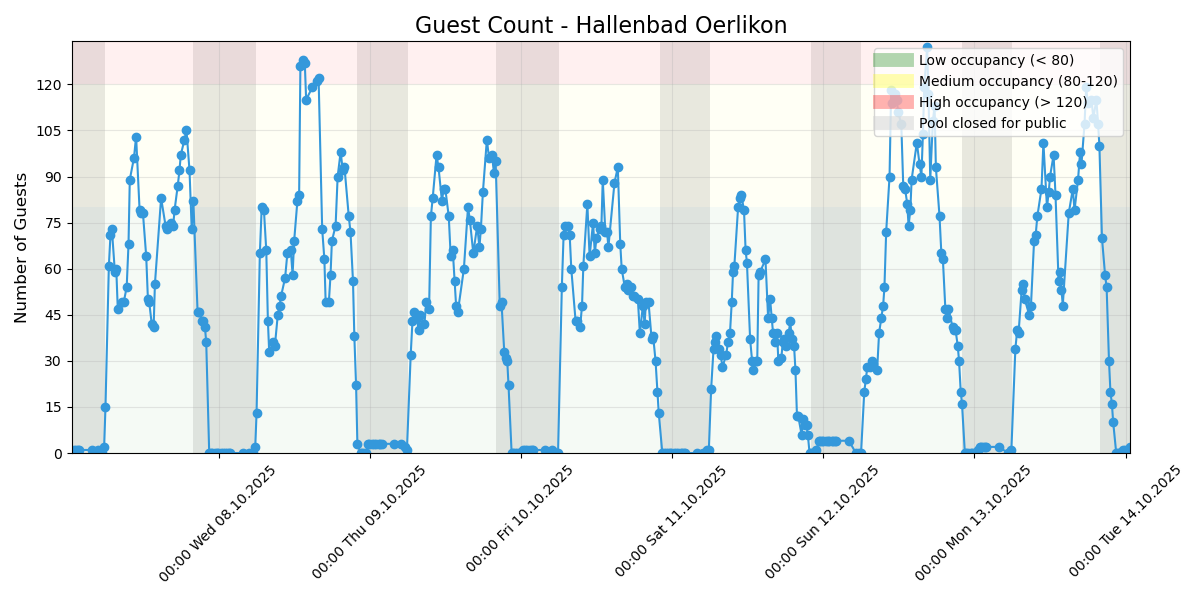 Guest Count - Hallenbad Oerlikon
Number of Guests
120
105
90
75
60
45
30
15
0
Low occupancy (< 80)
Medium occupancy (80-120)
High occupancy (> 120)
Pool closed for public
00:00 Wed 08.10.2025
00:00 Thu 09.10.2025
00:00 Fri 10.10.2025
00:00 Sat 11.10.2025
00:00 Sun 12.10.2025
00:00 Mon 13.10.2025
00:00 Tue 14.10.2025